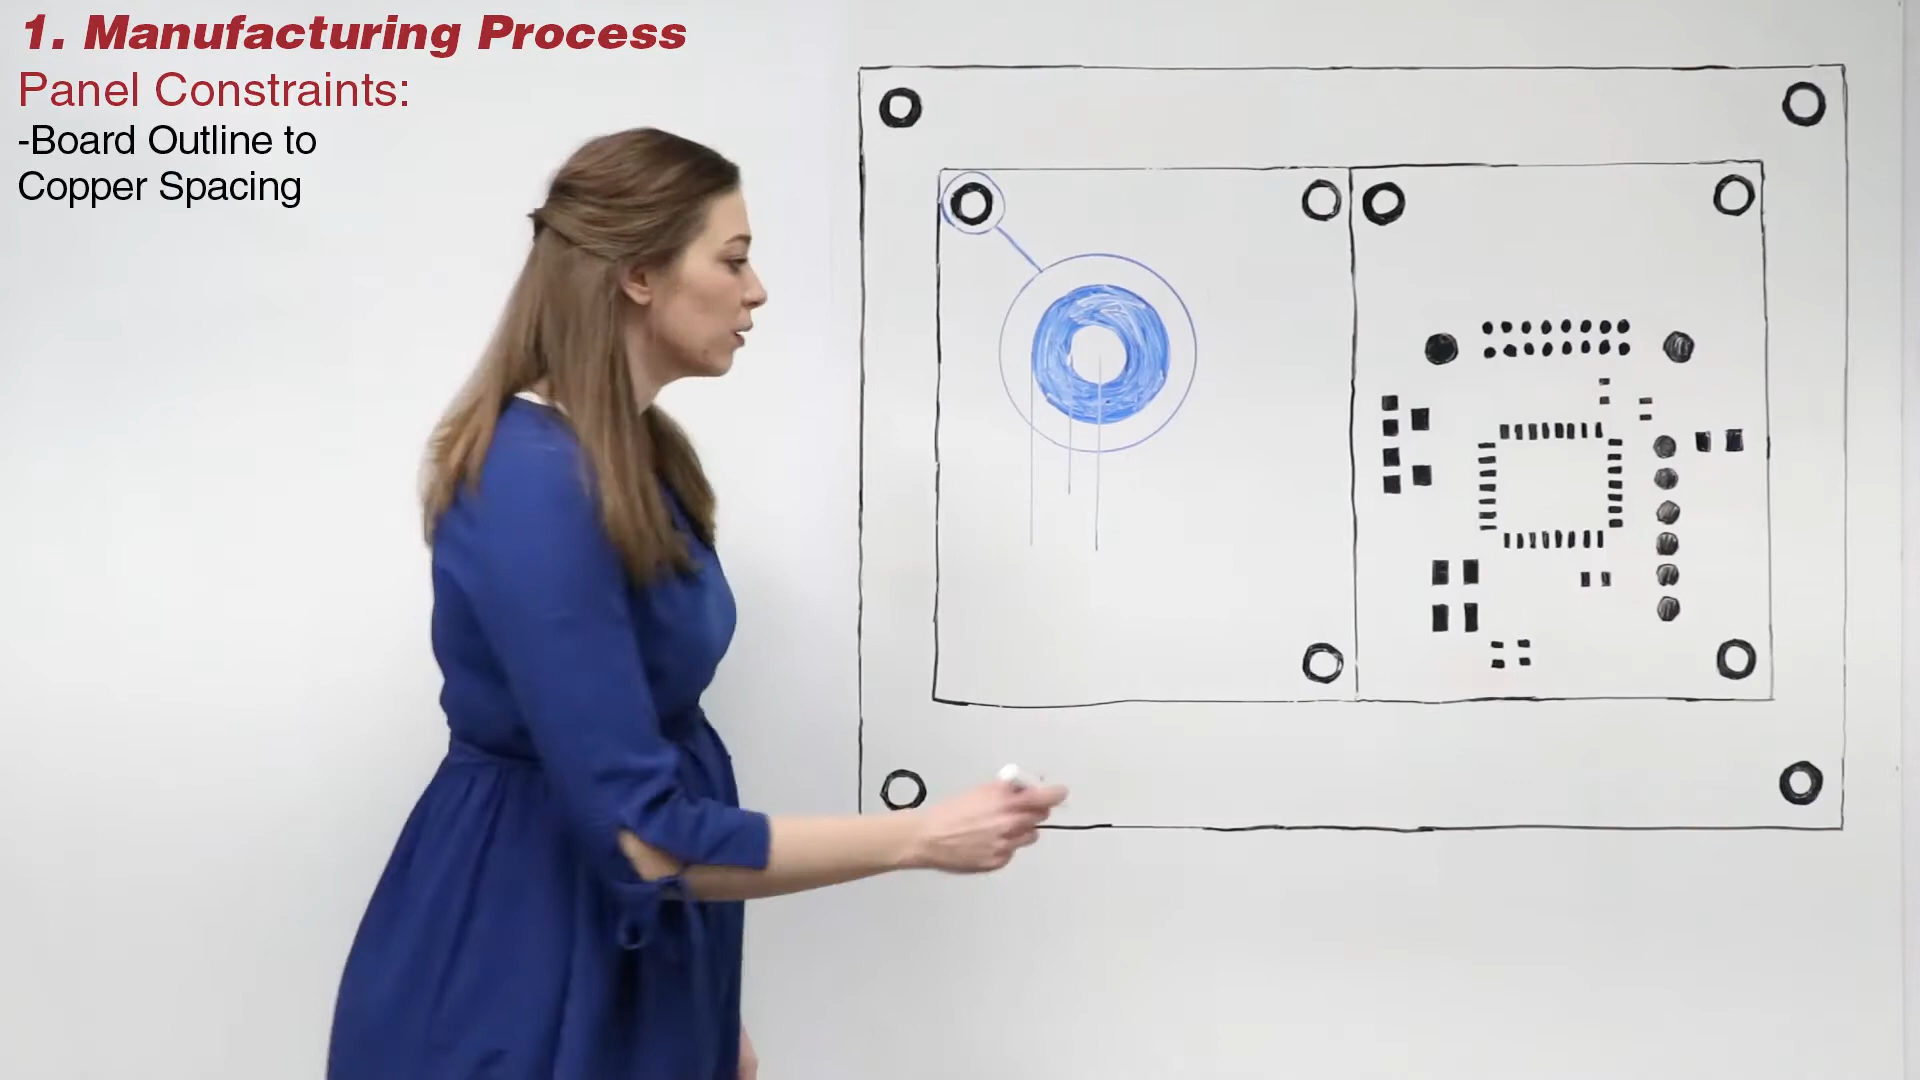 1. Manufacturing Process
Panel Constraints:
-Board Outline to
Copper Spacing